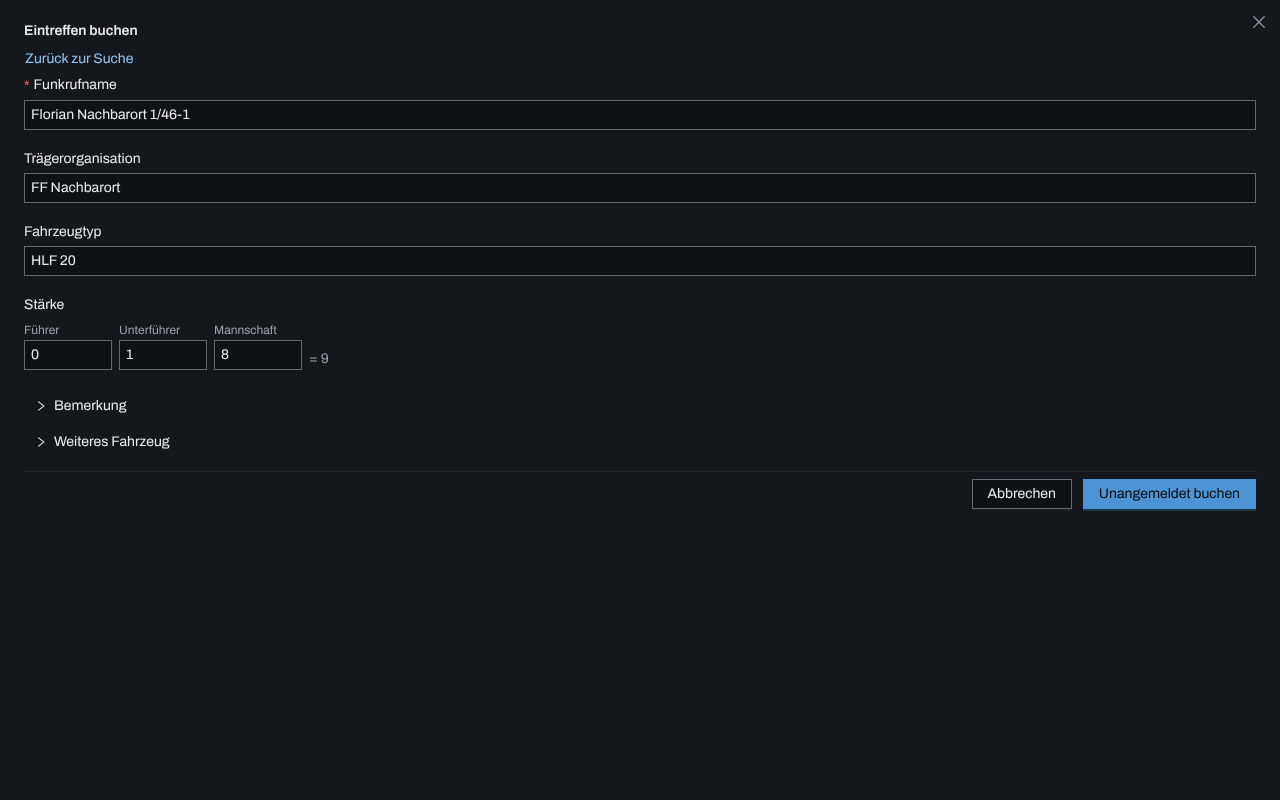 Eintreffen buchen
Zurück zur Suche
* Funkrufname
Florian Nachbarort 1/46-1
Trägerorganisation
FF Nachbarort
Fahrzeugtyp
HLF 20
Stärke
Führer Unterführer Mannschaft
0 1 8 = 9
Bemerkung
Weiteres Fahrzeug
Abbrechen Unangemeldet buchen